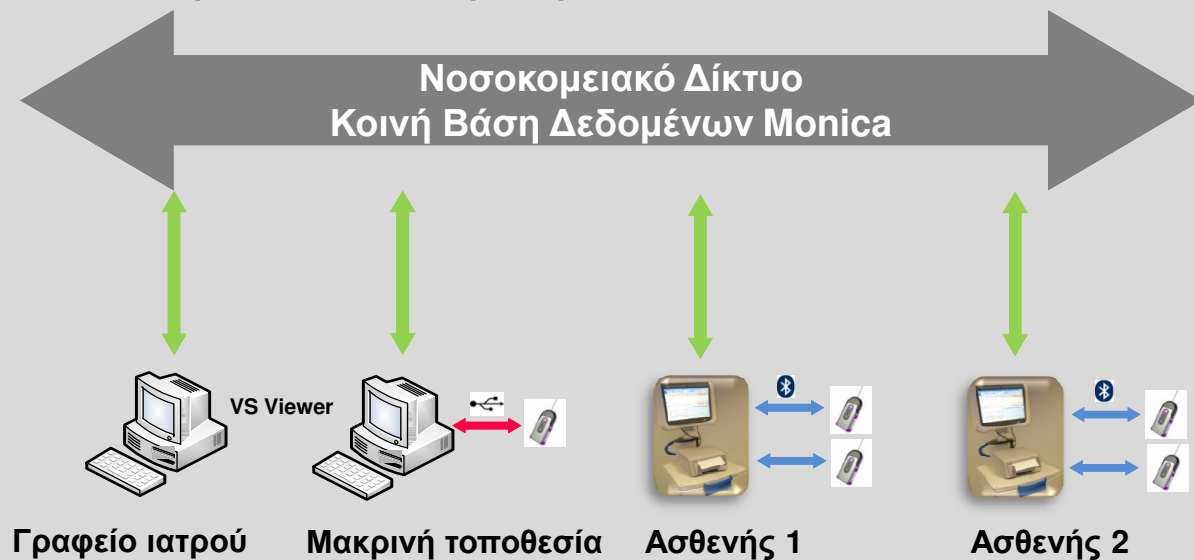 Νοσοκομειακό Δίκτυο
Κοινή Βάση Δεδομένων Monica
VS Viewer
Γραφείο ιατρού
Μακρινή τοποθεσία
Ασθενής 1
Ασθενής 2